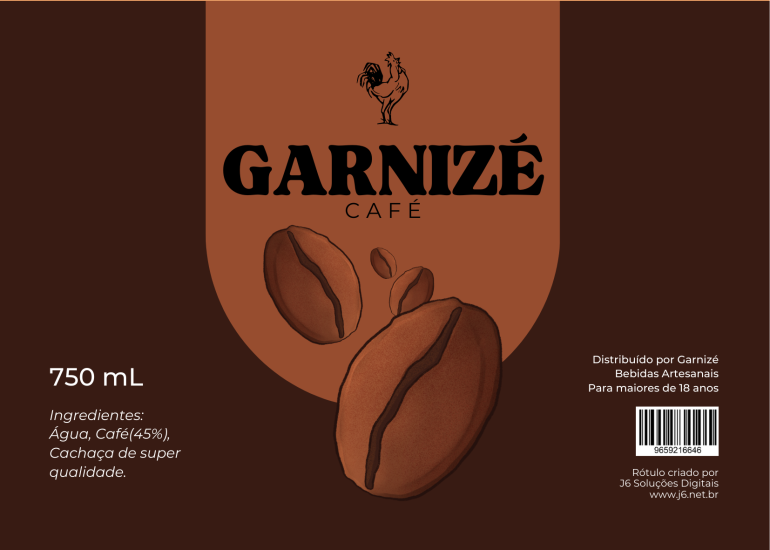 GARNIZÉ
CAFÉ
750 mL
Ingredientes:
Água, Café(45%),
Cachaça de super
qualidade.
Distribuído por Garnizé
Bebidas Artesanais
Para maiores de 18 anos
9659216646
Rótulo criado por
J6 Soluções Digitais
www.j6.net.br